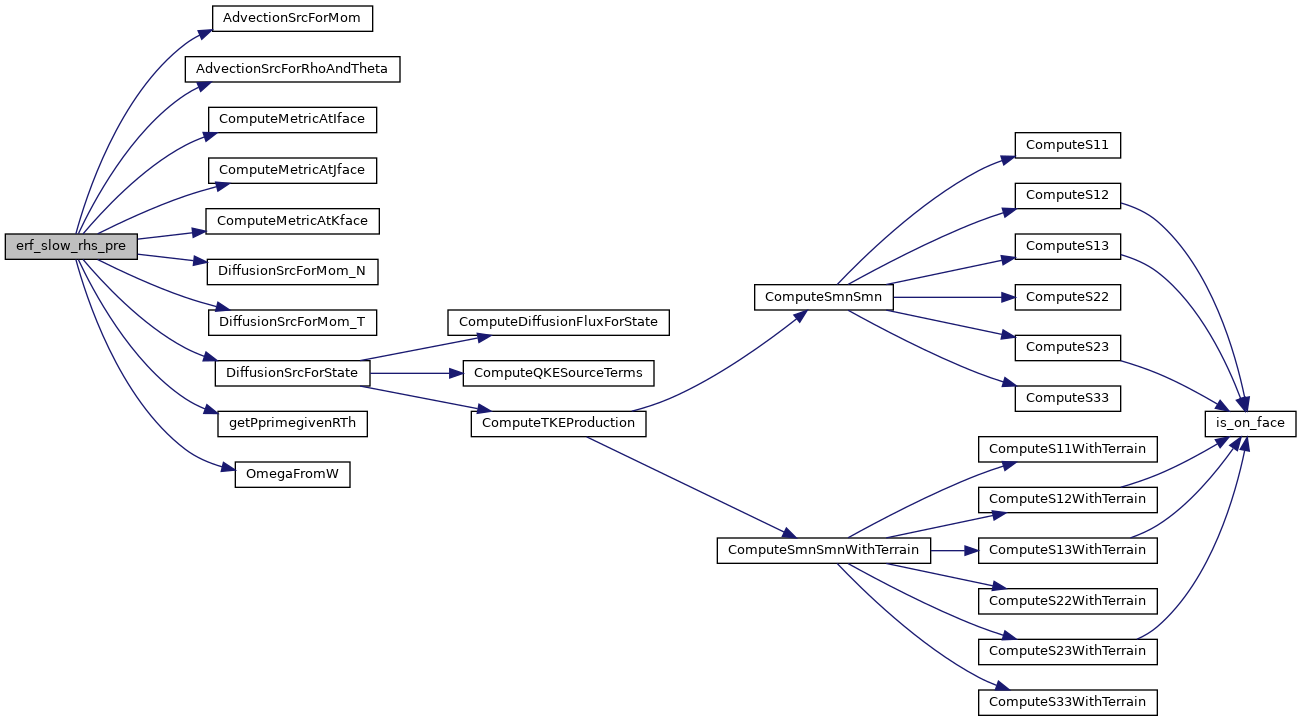 erf_slow_rhs_pre
AdvectionSrcForMom
AdvectionSrcForRhoAndTheta
ComputeMetricAtIface
ComputeMetricAtJface
ComputeMetricAtKface
DiffusionSrcForMom_N
DiffusionSrcForMom_T
DiffusionSrcForState
getPprimegivenRTh
OmegaFromW
ComputeDiffusionFluxForState
ComputeQKESourceTerms
ComputeTKEProduction
ComputeSmnSmn
ComputeSmnSmnWithTerrain
ComputeS11
ComputeS12
ComputeS13
ComputeS22
ComputeS23
ComputeS33
ComputeS11WithTerrain
ComputeS12WithTerrain
ComputeS13WithTerrain
ComputeS22WithTerrain
ComputeS23WithTerrain
ComputeS33WithTerrain
is_on_face